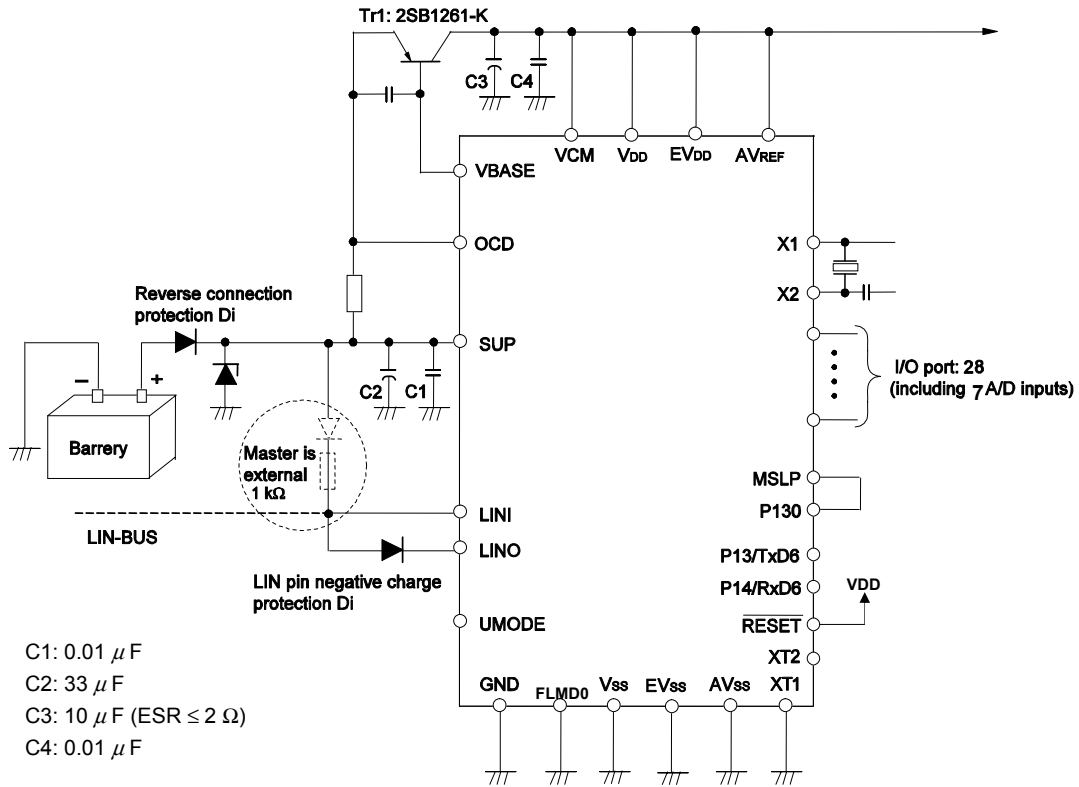 Tr1: 2SB1261-K
C3
C4
VCM
VDD
EVDD
AVREF
VBASE
OCD
X1
X2
Reverse connection
protection Di
SUP
I/O port: 28
(including 7 A/D inputs)
–
+
C2
C1
Barrery
Master is
external
1 kΩ
MSLP
P130
LINI
LIN-BUS
LINO
P13/TxD6
LIN pin negative charge
protection Di
P14/RxD6
VDD
UMODE
RESET
XT2
C1: 0.01 μF
C2: 33 μF
C3: 10 μF (ESR ≤ 2 Ω)
C4: 0.01 μF
GND
FLMD0
VSS
EVSS
AVSS
XT1